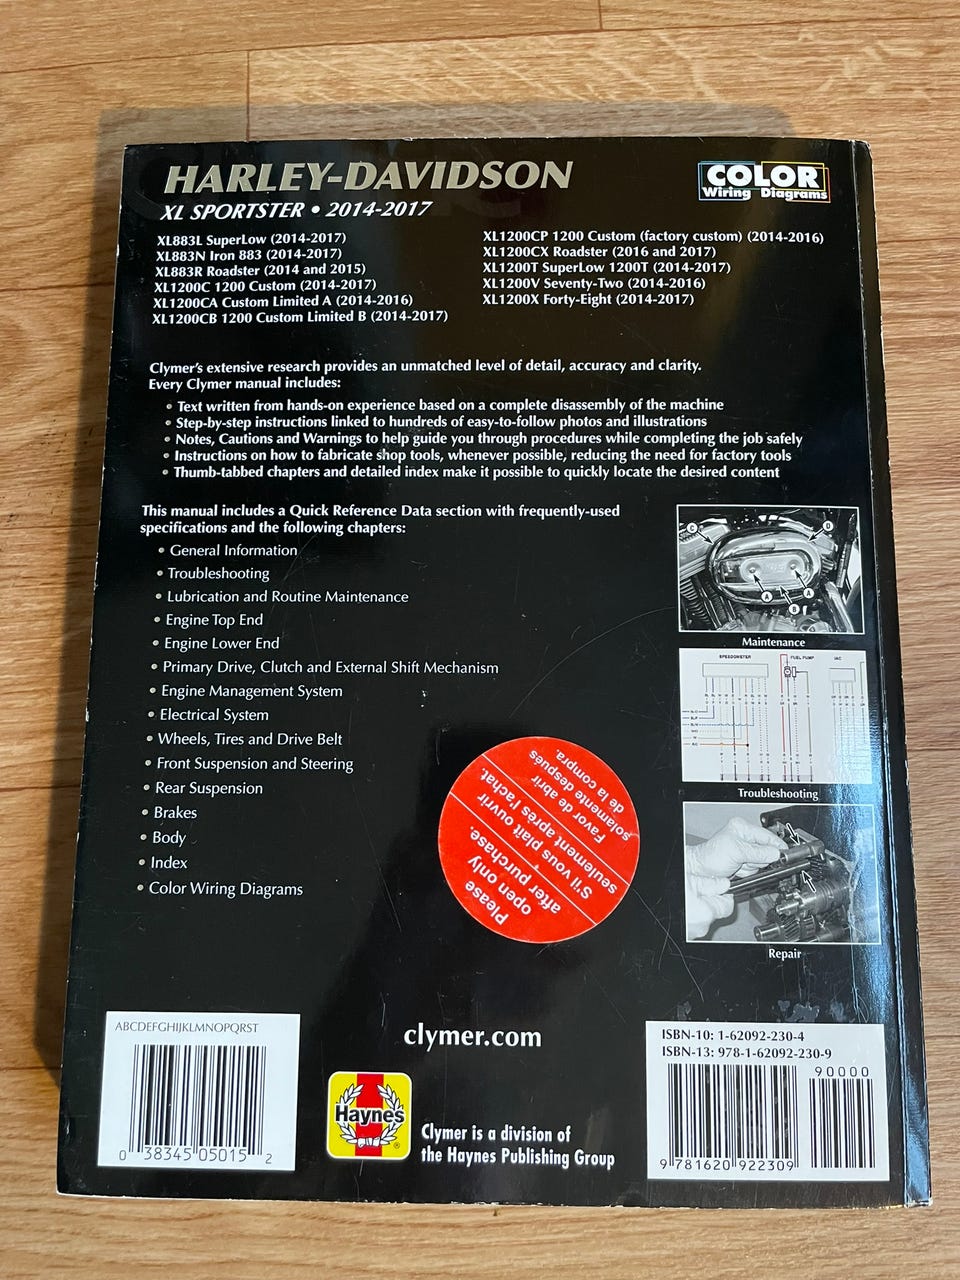 HARLEY-DAVIDSON
XL SPORTSTER • 2014-2017
COLOR
Wiring Diagrams
XL883L SuperLow (2014-2017)
XL883N Iron 883 (2014-2017)
XL883R Roadster (2014 and 2015)
XL1200C 1200 Custom (2014-2017)
XL1200CA Custom Limited A (2014-2016)
XL1200CB 1200 Custom Limited B (2014-2017)
XL1200CP 1200 Custom (factory custom) (2014-2016)
XL1200CX Roadster (2016 and 2017)
XL1200T SuperLow 1200T (2014-2017)
XL1200V Seventy-Two (2014-2016)
XL1200X Forty-Eight (2014-2017)
Clymer's extensive research provides an unmatched level of detail, accuracy and clarity.
Every Clymer manual includes:
• Text written from hands-on experience based on a complete disassembly of the machine
• Step-by-step instructions linked to hundreds of easy-to-follow photos and illustrations
• Notes, Cautions and Warnings to help guide you through procedures while completing the job safely
• Instructions on how to fabricate shop tools, whenever possible, reducing the need for factory tools
• Thumb-tabbed chapters and detailed index make it possible to quickly locate the desired content
This manual includes a Quick Reference Data section with frequently-used
specifications and the following chapters:
• General Information
• Troubleshooting
• Lubrication and Routine Maintenance
• Engine Top End
• Engine Lower End
• Primary Drive, Clutch and External Shift Mechanism
• Engine Management System
• Electrical System
• Wheels, Tires and Drive Belt
• Front Suspension and Steering
• Rear Suspension
• Brakes
• Body
• Index
• Color Wiring Diagrams
C
B
A
A
B
Maintenance
SPEEDOMETER
FUEL PUMP
IAC
Troubleshooting
Repair
Please
open only
after purchase.
S'il vous plait ouvrir
seulement après l'achat.
Favor de abrir
solamente después
de la compra.
ABCDEFGHIJKLMNOPQRST
0 38345 05015 2
clymer.com
Haynes
®
Clymer is a division of
the Haynes Publishing Group
ISBN-10: 1-62092-230-4
ISBN-13: 978-1-62092-230-9
90000
9 781620 922309